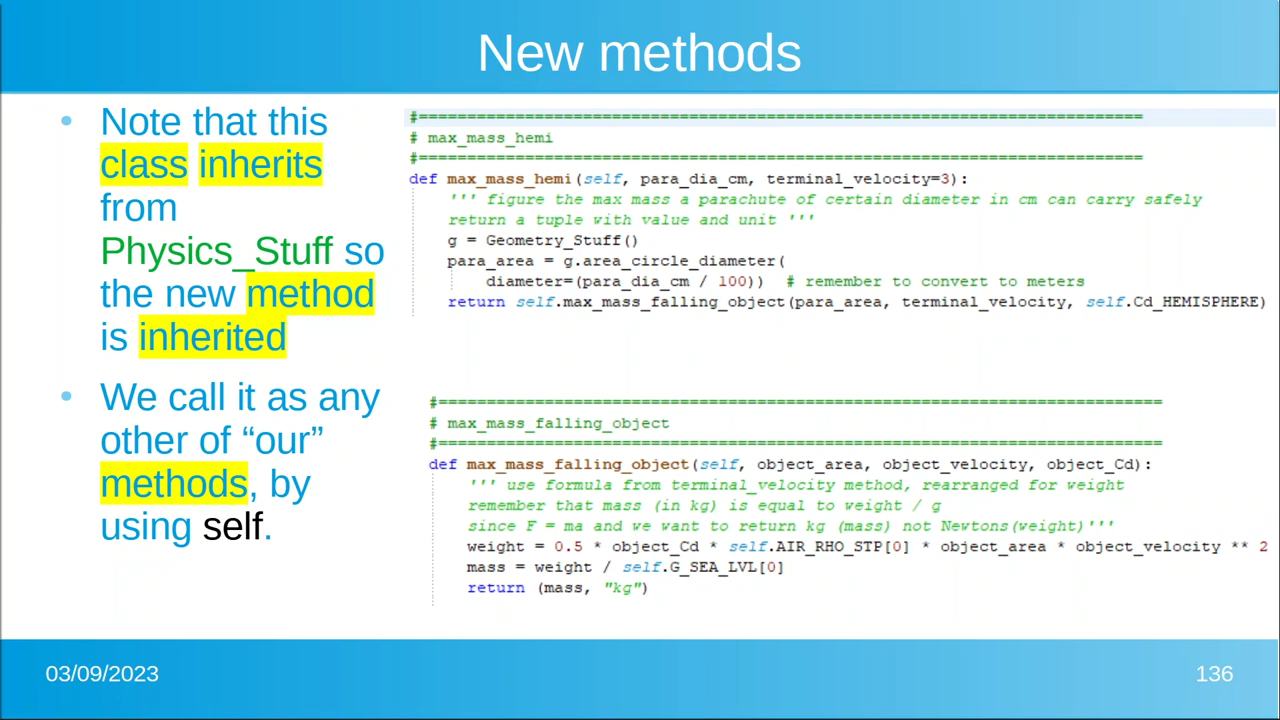 New methods
• Note that this
class inherits
from
Physics_Stuff so
the new method
is inherited
• We call it as any
other of “our”
methods, by
using self.
#===========================================================================
# max_mass_hemi
#===========================================================================
def max_mass_hemi(self, para_dia_cm, terminal_velocity=3):
''' figure the max mass a parachute of certain diameter in cm can carry safely
return a tuple with value and unit '''
g = Geometry_Stuff()
para_area = g.area_circle_diameter(
diameter=(para_dia_cm / 100)) # remember to convert to meters
return self.max_mass_falling_object(para_area, terminal_velocity, self.Cd_HEMISPHERE)
#===========================================================================
# max_mass_falling_object
#===========================================================================
def max_mass_falling_object(self, object_area, object_velocity, object_Cd):
''' use formula from terminal_velocity method, rearranged for weight
remember that mass (in kg) is equal to weight / g
since F = ma and we want to return kg (mass) not Newtons(weight)'''
weight = 0.5 * object_Cd * self.AIR_RHO_STP[0] * object_area * object_velocity ** 2
mass = weight / self.G_SEA_LVL[0]
return (mass, "kg")
03/09/2023
136